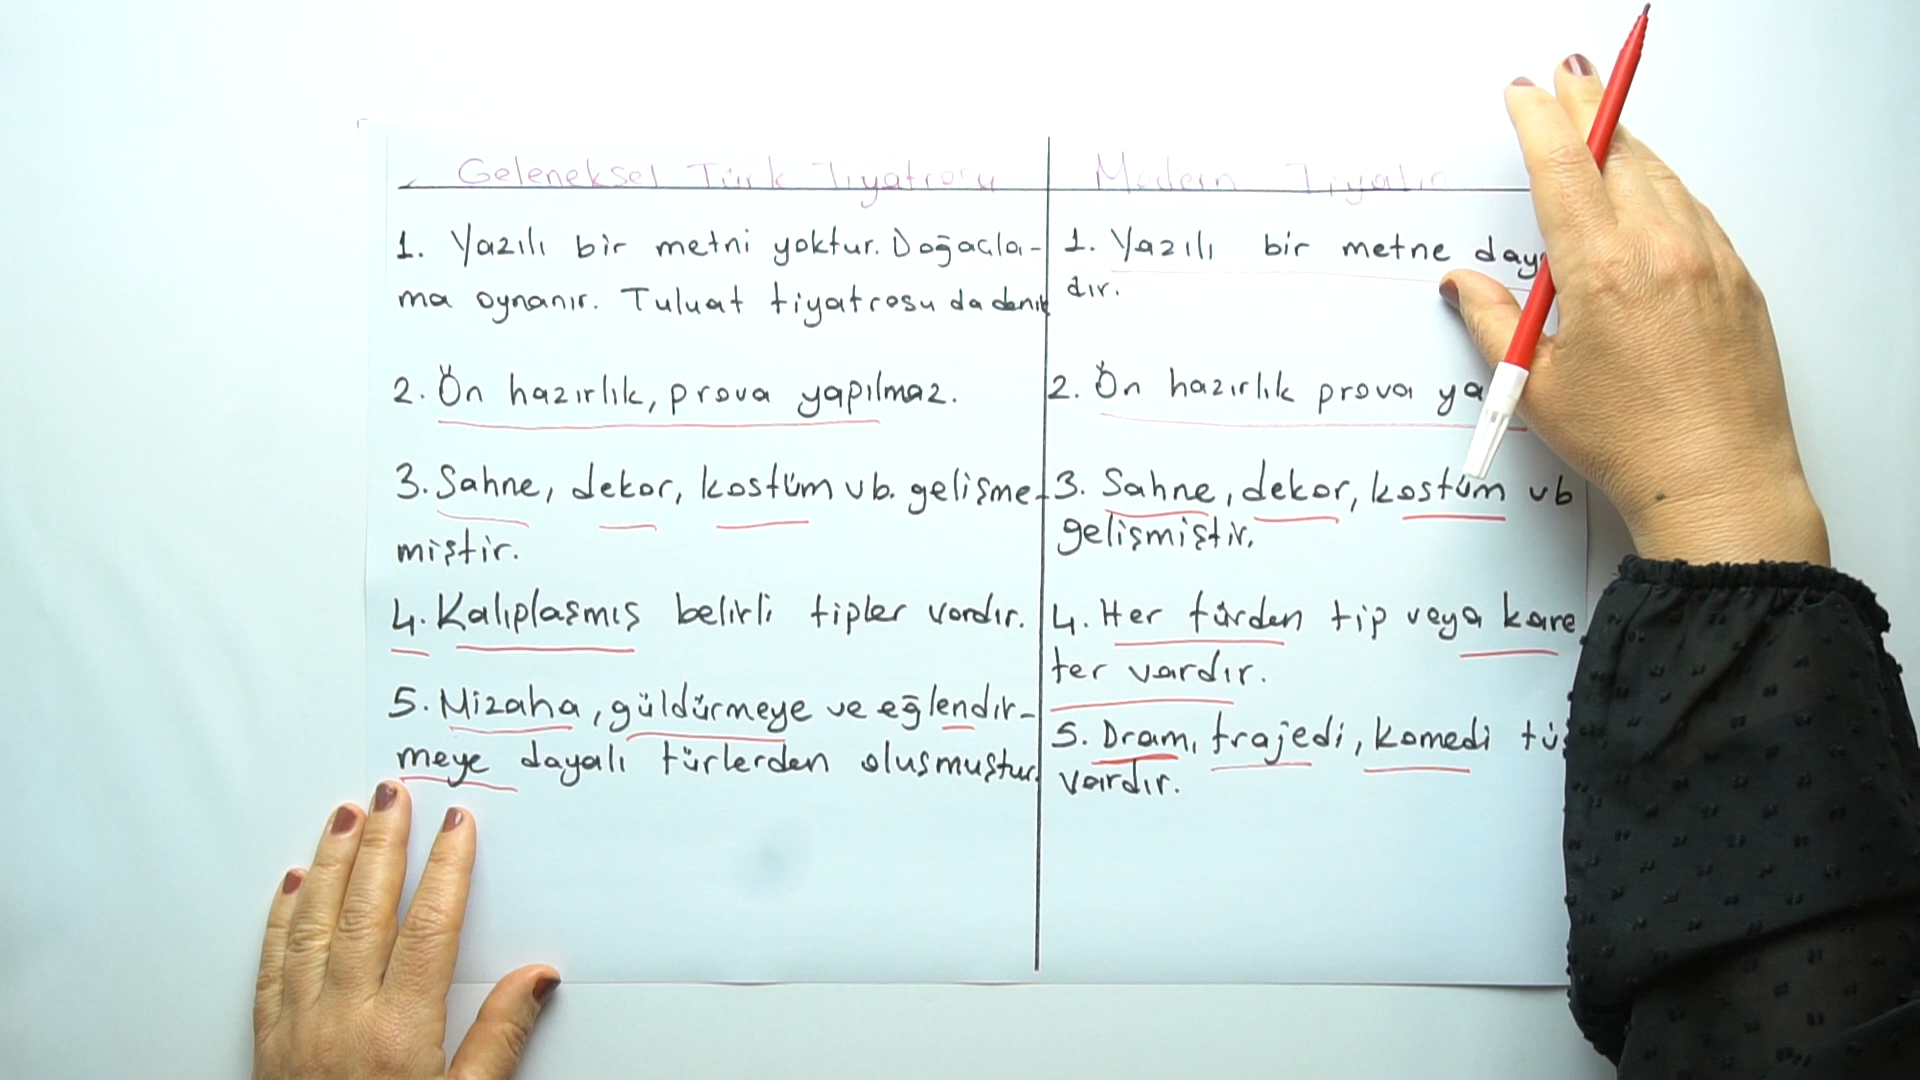 Geleneksel Türk Tiyatrosu
1. Yazılı bir metni yoktur. Doğaçla-
ma oynanır. Tuluat tiyatrosu da denir
2. Ön hazırlık, prova yapılmaz.
3. Sahne, dekor, kostüm vb. gelişme-
miştir.
4. Kalıplaşmış belirli tipler vardır.
5. Mizaha, güldürmeye ve eğlendir-
meye dayalı türlerden oluşmuştur.
Modern Tiyatro
1. Yazılı bir metne day
dır.
2. Ön hazırlık prova ya
3. Sahne, dekor, kostüm vb
gelişmiştir.
4. Her türden tip veya kare
ter vardır.
5. Dram, trajedi, komedi tü
vardır.